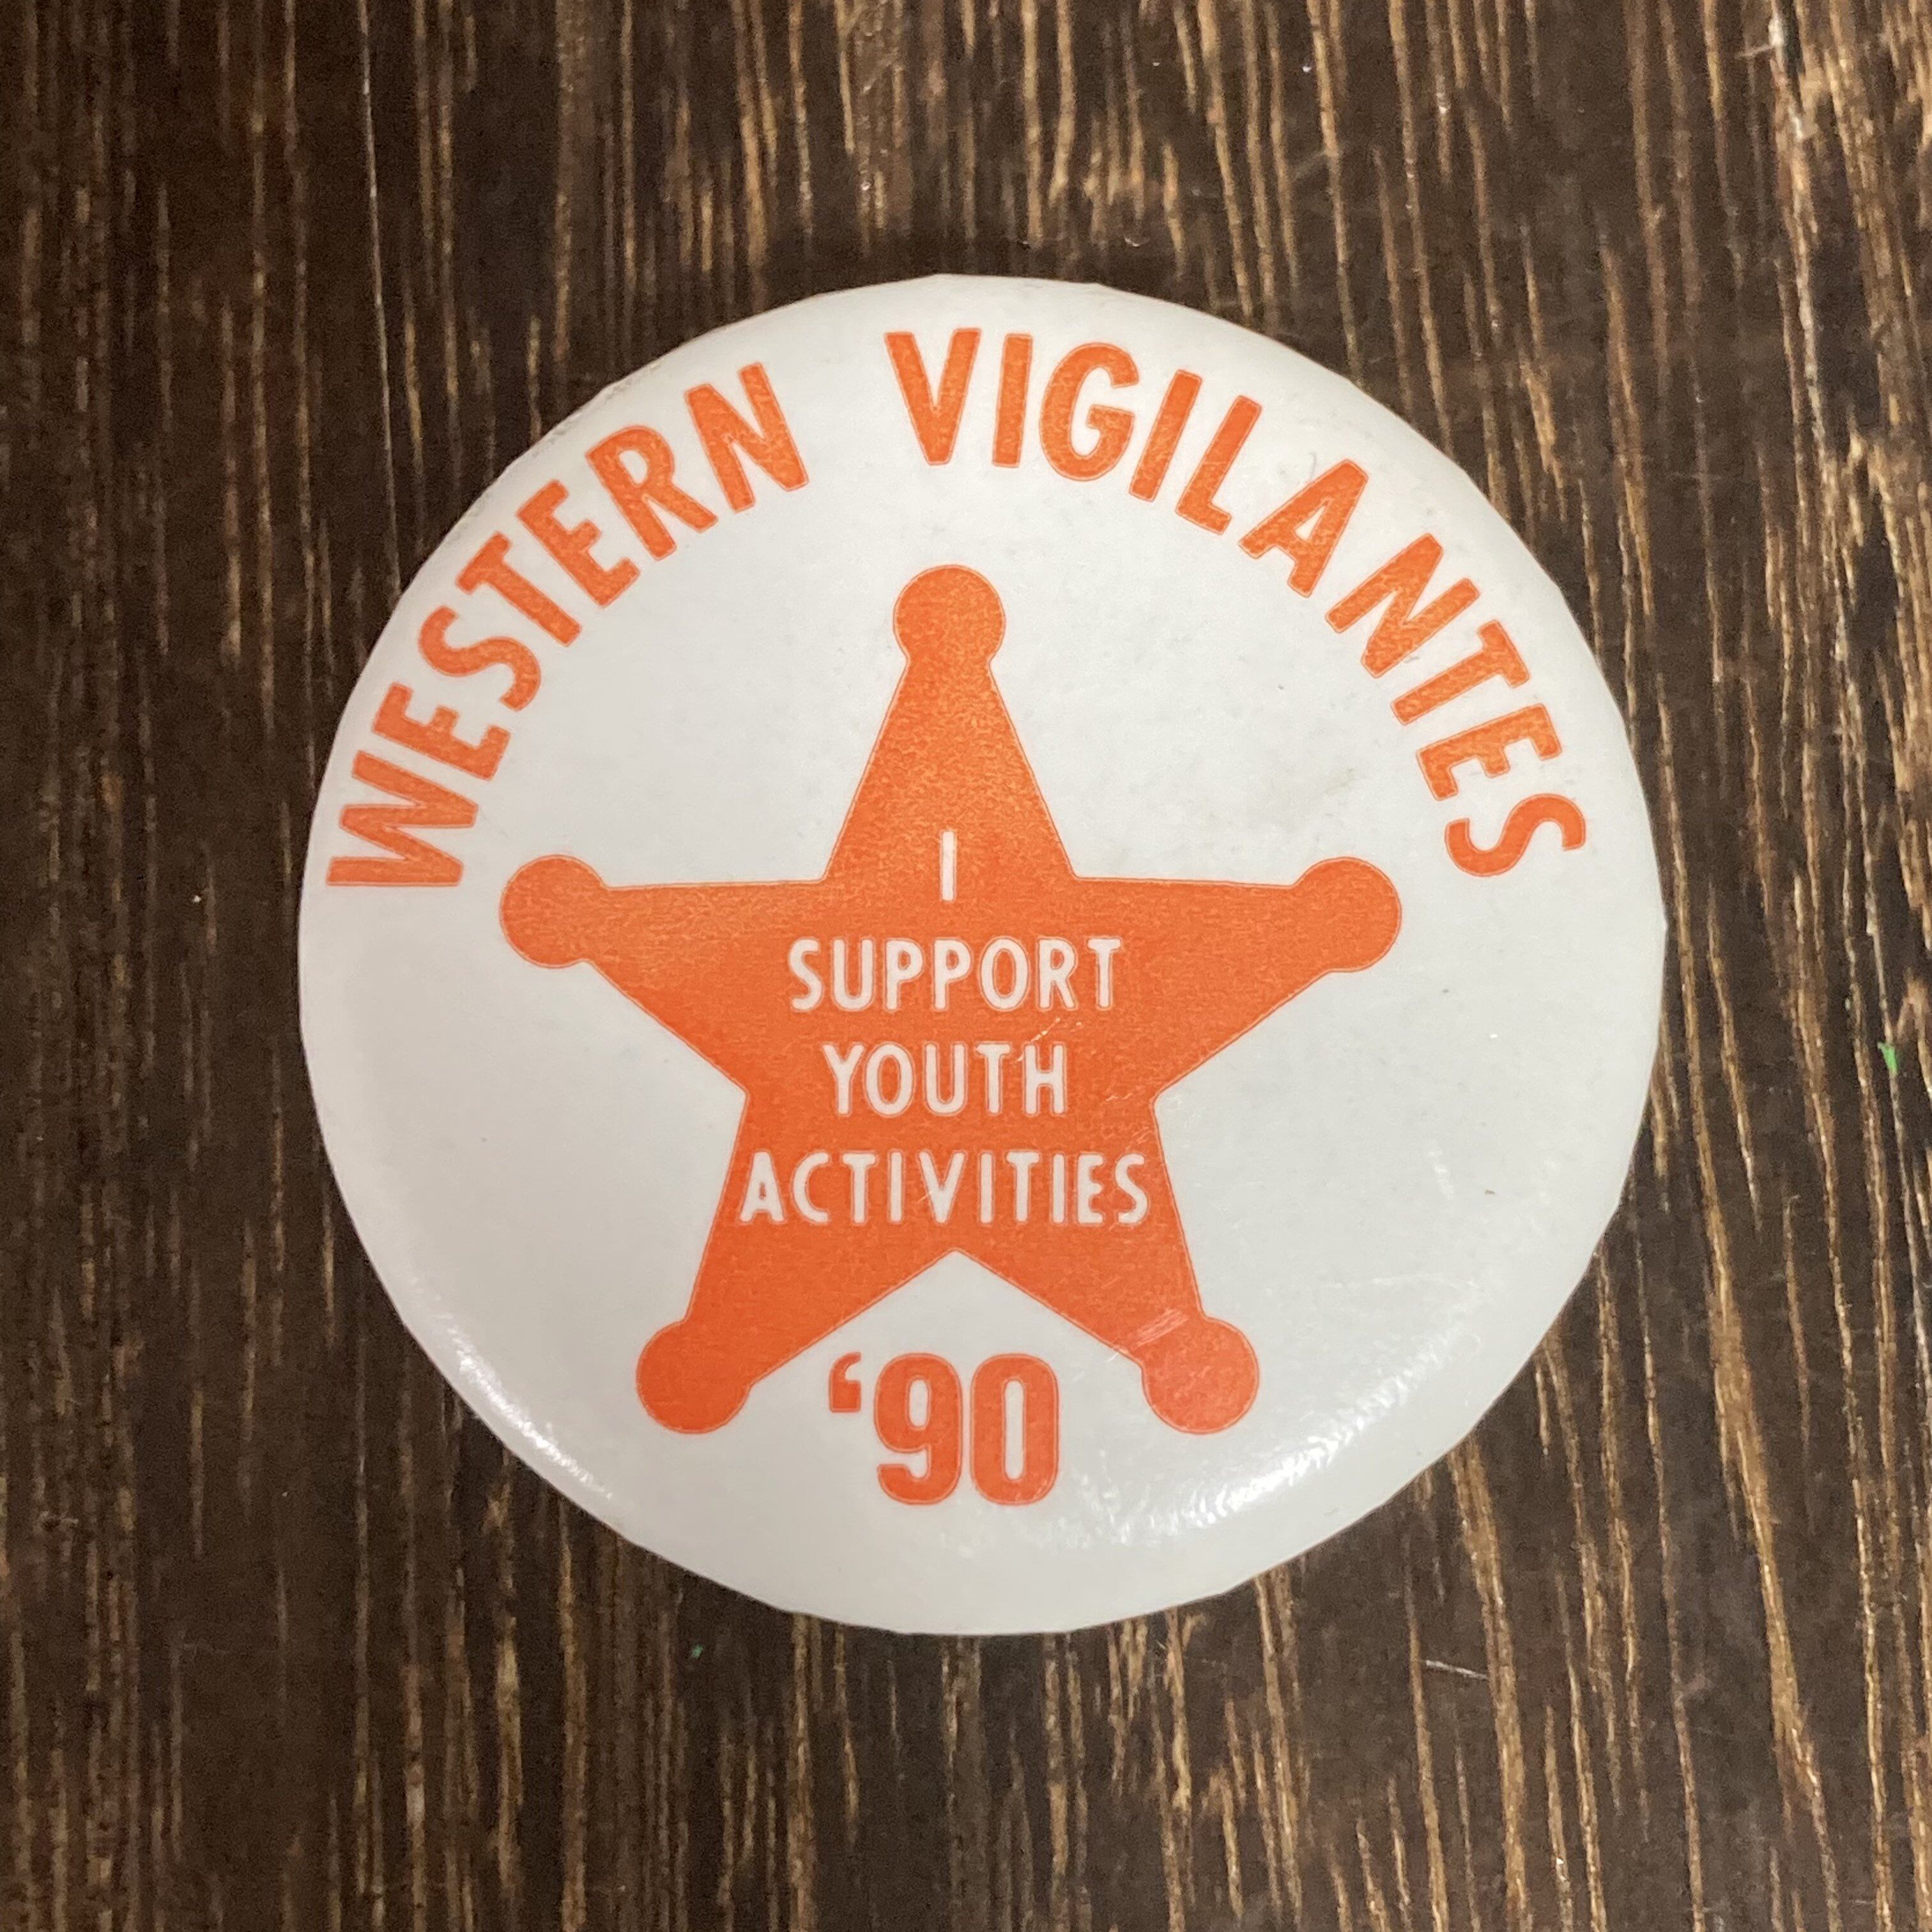 WESTERN VIGILANTES
I
SUPPORT
YOUTH
ACTIVITIES
‘90